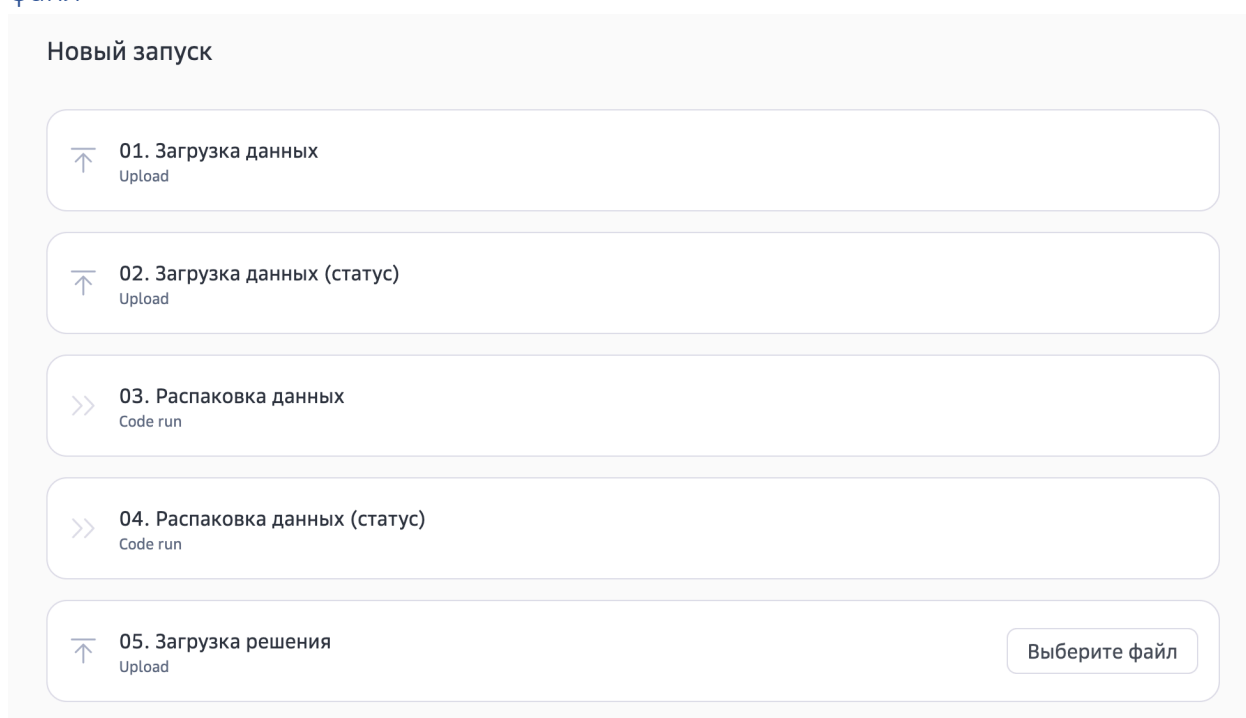 Новый запуск
01. Загрузка данных
Upload
02. Загрузка данных (статус)
Upload
03. Распаковка данных
Code run
04. Распаковка данных (статус)
Code run
05. Загрузка решения
Upload
Выберите файл